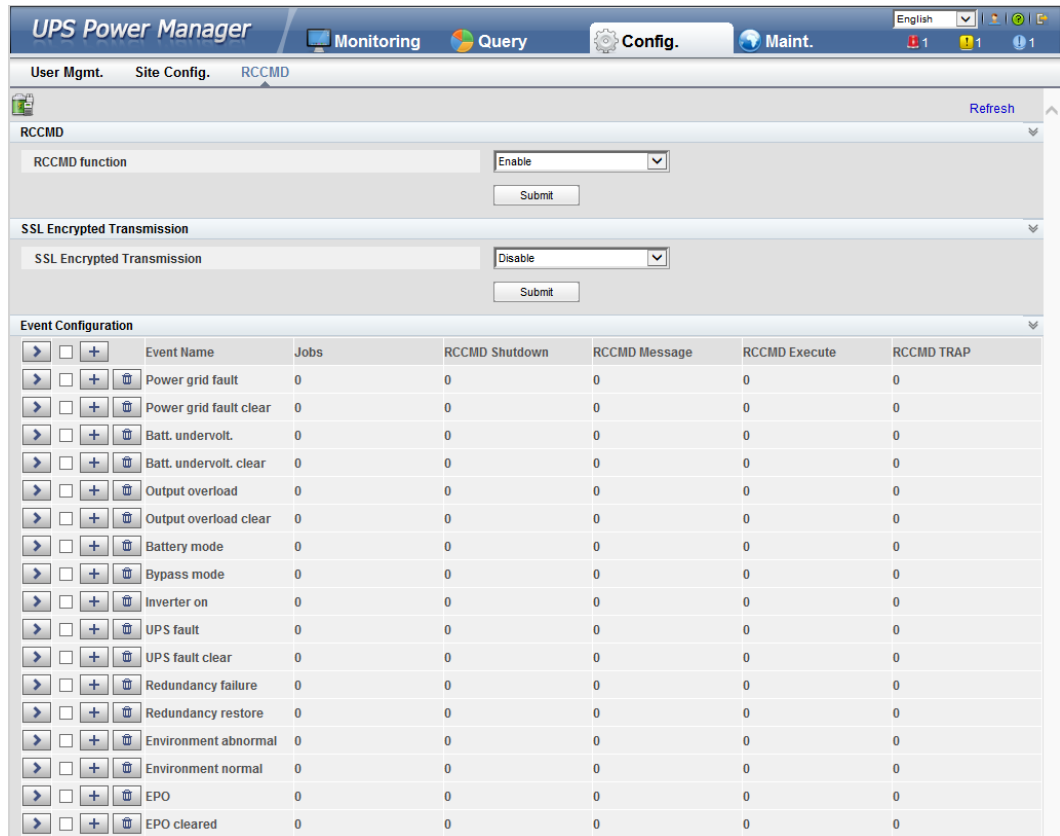 UPS Power Manager
Monitoring Query Config. Maint.
English
1 1 1
User Mgmt. Site Config. RCCMD
Refresh
RCCMD
RCCMD function Enable
Submit
SSL Encrypted Transmission
SSL Encrypted Transmission Disable
Submit
Event Configuration
Event Name Jobs RCCMD Shutdown RCCMD Message RCCMD Execute RCCMD TRAP
Power grid fault 0 0 0 0 0
Power grid fault clear 0 0 0 0 0
Batt. undervolt. 0 0 0 0 0
Batt. undervolt. clear 0 0 0 0 0
Output overload 0 0 0 0 0
Output overload clear 0 0 0 0 0
Battery mode 0 0 0 0 0
Bypass mode 0 0 0 0 0
Inverter on 0 0 0 0 0
UPS fault 0 0 0 0 0
UPS fault clear 0 0 0 0 0
Redundancy failure 0 0 0 0 0
Redundancy restore 0 0 0 0 0
Environment abnormal 0 0 0 0 0
Environment normal 0 0 0 0 0
EPO 0 0 0 0 0
EPO cleared 0 0 0 0 0